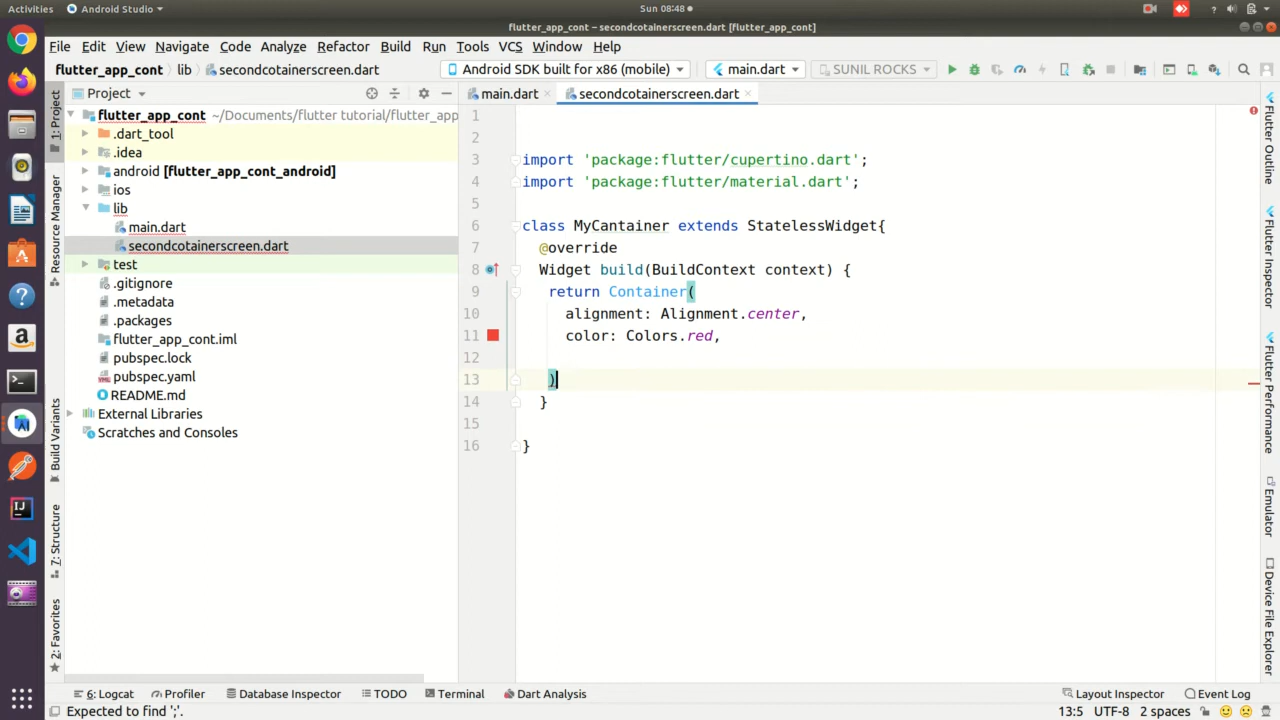 Activities Android Studio Sun 08:48 ?
flutter_app_cont – secondcotainerscreen.dart [flutter_app_cont]
File Edit View Navigate Code Analyze Refactor Build Run Tools VCS Window Help
flutter_app_cont lib secondcotainerscreen.dart Android SDK built for x86 (mobile) main.dart SUNIL ROCKS
Project main.dart secondcotainerscreen.dart
flutter_app_cont ~/Documents/flutter tutorial/flutter_app
.dart_tool
.idea
android [flutter_app_cont_android]
ios
lib
main.dart
secondcotainerscreen.dart
test
.gitignore
.metadata
.packages
flutter_app_cont.iml
pubspec.lock
pubspec.yaml
README.md
External Libraries
Scratches and Consoles
1: Project
Resource Manager
Build Variants
7: Structure
2: Favorites
1
2
3 import 'package:flutter/cupertino.dart';
4 import 'package:flutter/material.dart';
5
6 class MyCantainer extends StatelessWidget{
7 @override
8 Widget build(BuildContext context) {
9 return Container(
10 alignment: Alignment.center,
11 color: Colors.red,
12
13 )
14 }
15
16 }
Flutter Outline
Flutter Inspector
Flutter Performance
Emulator
Device File Explorer
6: Logcat Profiler Database Inspector TODO Terminal Dart Analysis Layout Inspector Event Log
Expected to find ';'. 13:5 UTF-8 2 spaces